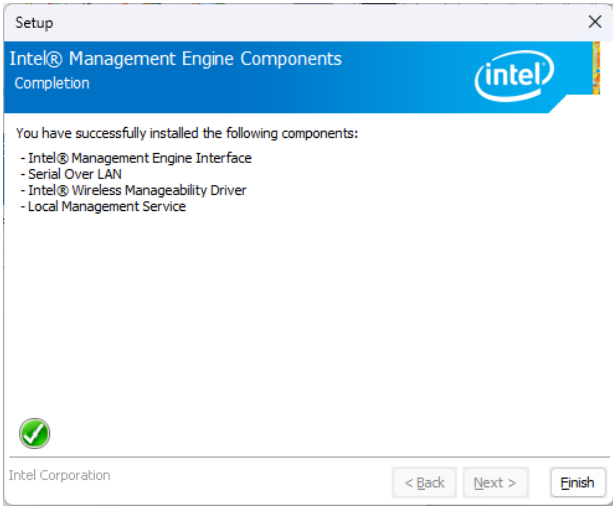 Setup
Intel® Management Engine Components
Completion
intel
You have successfully installed the following components:
- Intel® Management Engine Interface
- Serial Over LAN
- Intel® Wireless Manageability Driver
- Local Management Service
Intel Corporation
< Back
Next >
Finish